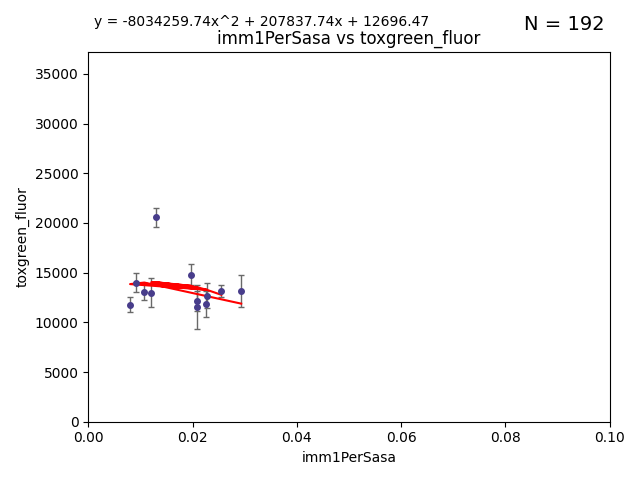 y = -8034259.74x^2 + 207837.74x + 12696.47
N = 192
imm1PerSasa vs toxgreen_fluor
35000
30000
25000
20000
15000
10000
5000
0
toxgreen_fluor
0.00 0.02 0.04 0.06 0.08 0.10
imm1PerSasa